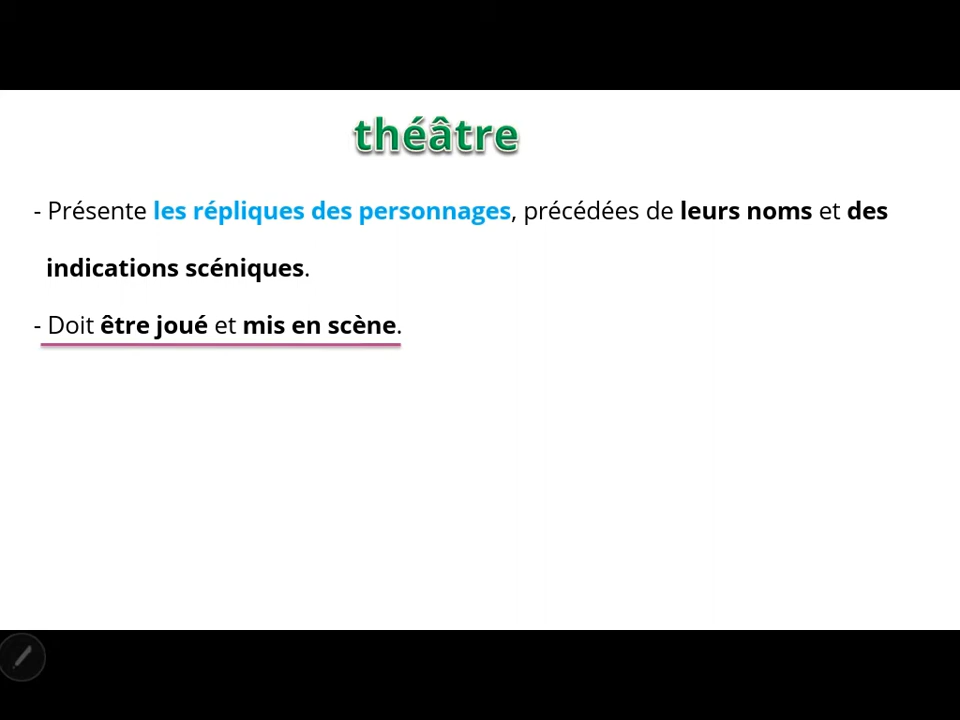 théâtre
- Présente les répliques des personnages, précédées de leurs noms et des
indications scéniques.
- Doit être joué et mis en scène.